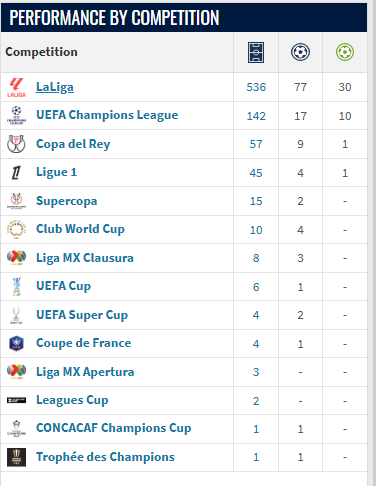 PERFORMANCE BY COMPETITION
Competition
LALIGA LaLiga 536 77 30
UEFA Champions League 142 17 10
Copa del Rey 57 9 1
Ligue 1 45 4 1
Supercopa 15 2 -
Club World Cup 10 4 -
Liga MX Clausura 8 3 -
UEFA Cup 6 1 -
UEFA Super Cup 4 2 -
Coupe de France 4 1 -
Liga MX Apertura 3 - -
Leagues Cup 2 - -
CONCACAF Champions Cup 1 1 -
Trophée des Champions 1 1 -